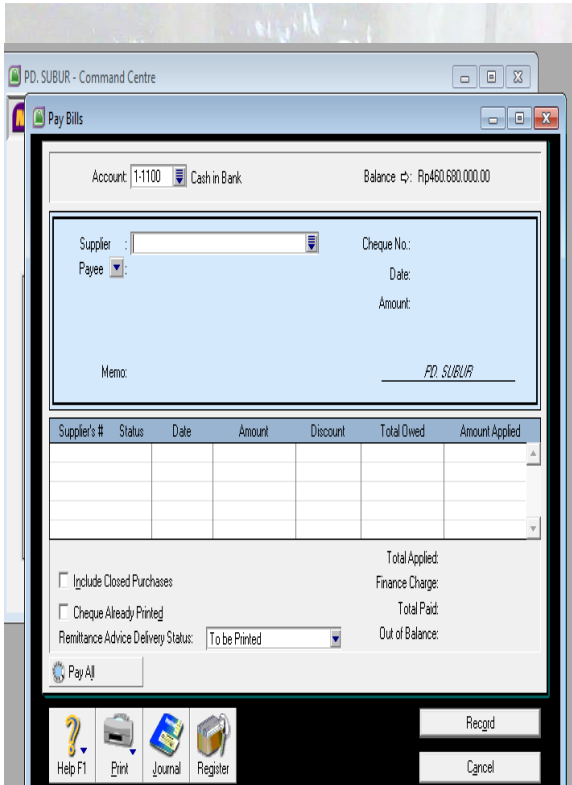 PD. SUBUR - Command Centre
Pay Bills
Account: 1-1100 Cash in Bank Balance ⇨: Rp460.680.000.00
Supplier : Cheque No.:
Payee :
Date:
Amount:
Memo: PD. SUBUR
Supplier's # Status Date Amount Discount Total Owed Amount Applied
Total Applied:
Include Closed Purchases Finance Charge:
Cheque Already Printed Total Paid:
Remittance Advice Delivery Status: To be Printed Out of Balance:
Pay All
Record
Help F1 Print Journal Register Cancel